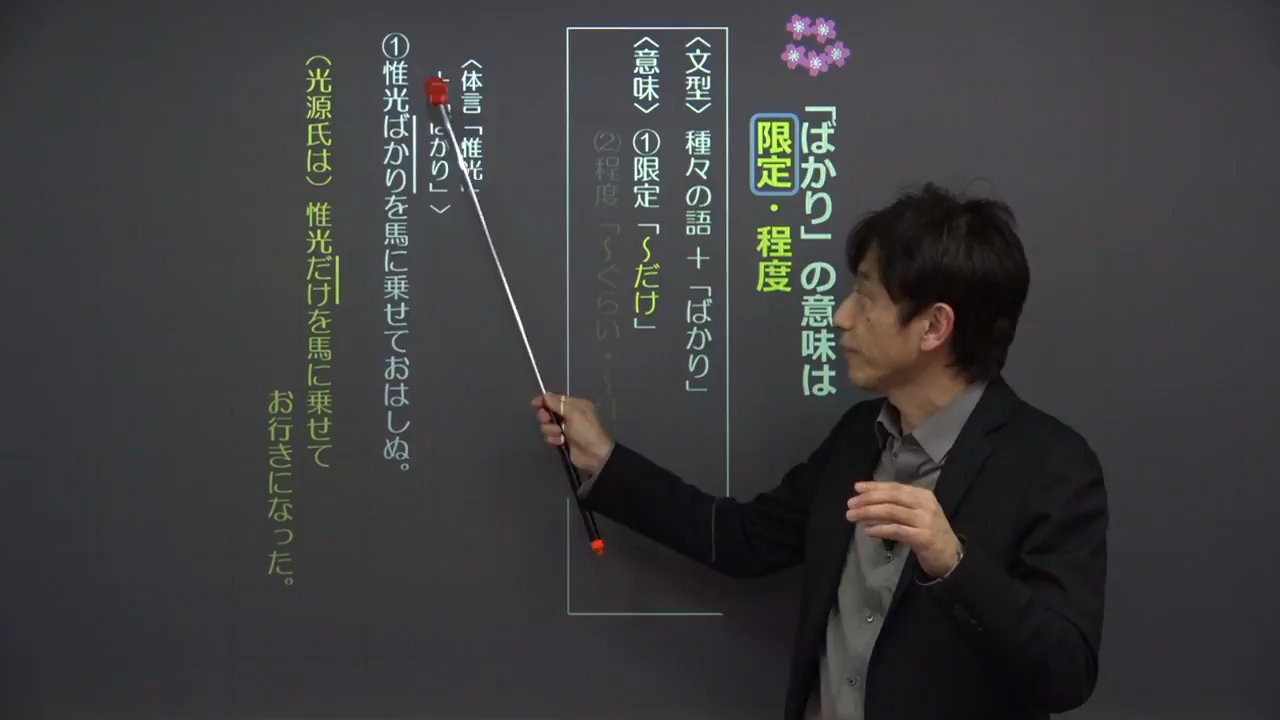 「ばかり」の意味は
限定・程度
〈文型〉種々の語＋「ばかり」
〈意味〉①限定「～だけ」
②程度「～ぐらい・～
〈体言「惟光」
＋「ばかり」〉
①惟光ばかりを馬に乗せておはしぬ。
（光源氏は）惟光だけを馬に乗せて
お行きになった。